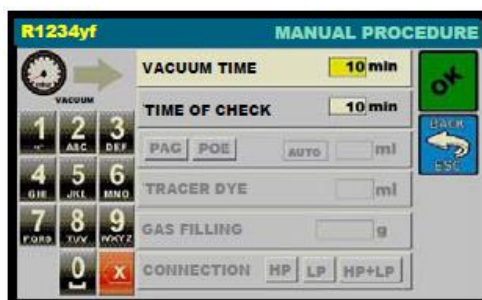 R1234yf MANUAL PROCEDURE
VACUUM TIME 10 min
OK
VACUUM
TIME OF CHECK 10 min
BACK
ESC
1 2 ABC 3 DEF
PAG POE AUTO ml
4 GHI 5 JKL 6 MNO
TRACER DYE ml
7 PQRS 8 TUV 9 WXYZ
GAS FILLING g
0 X
CONNECTION HP LP HP+LP